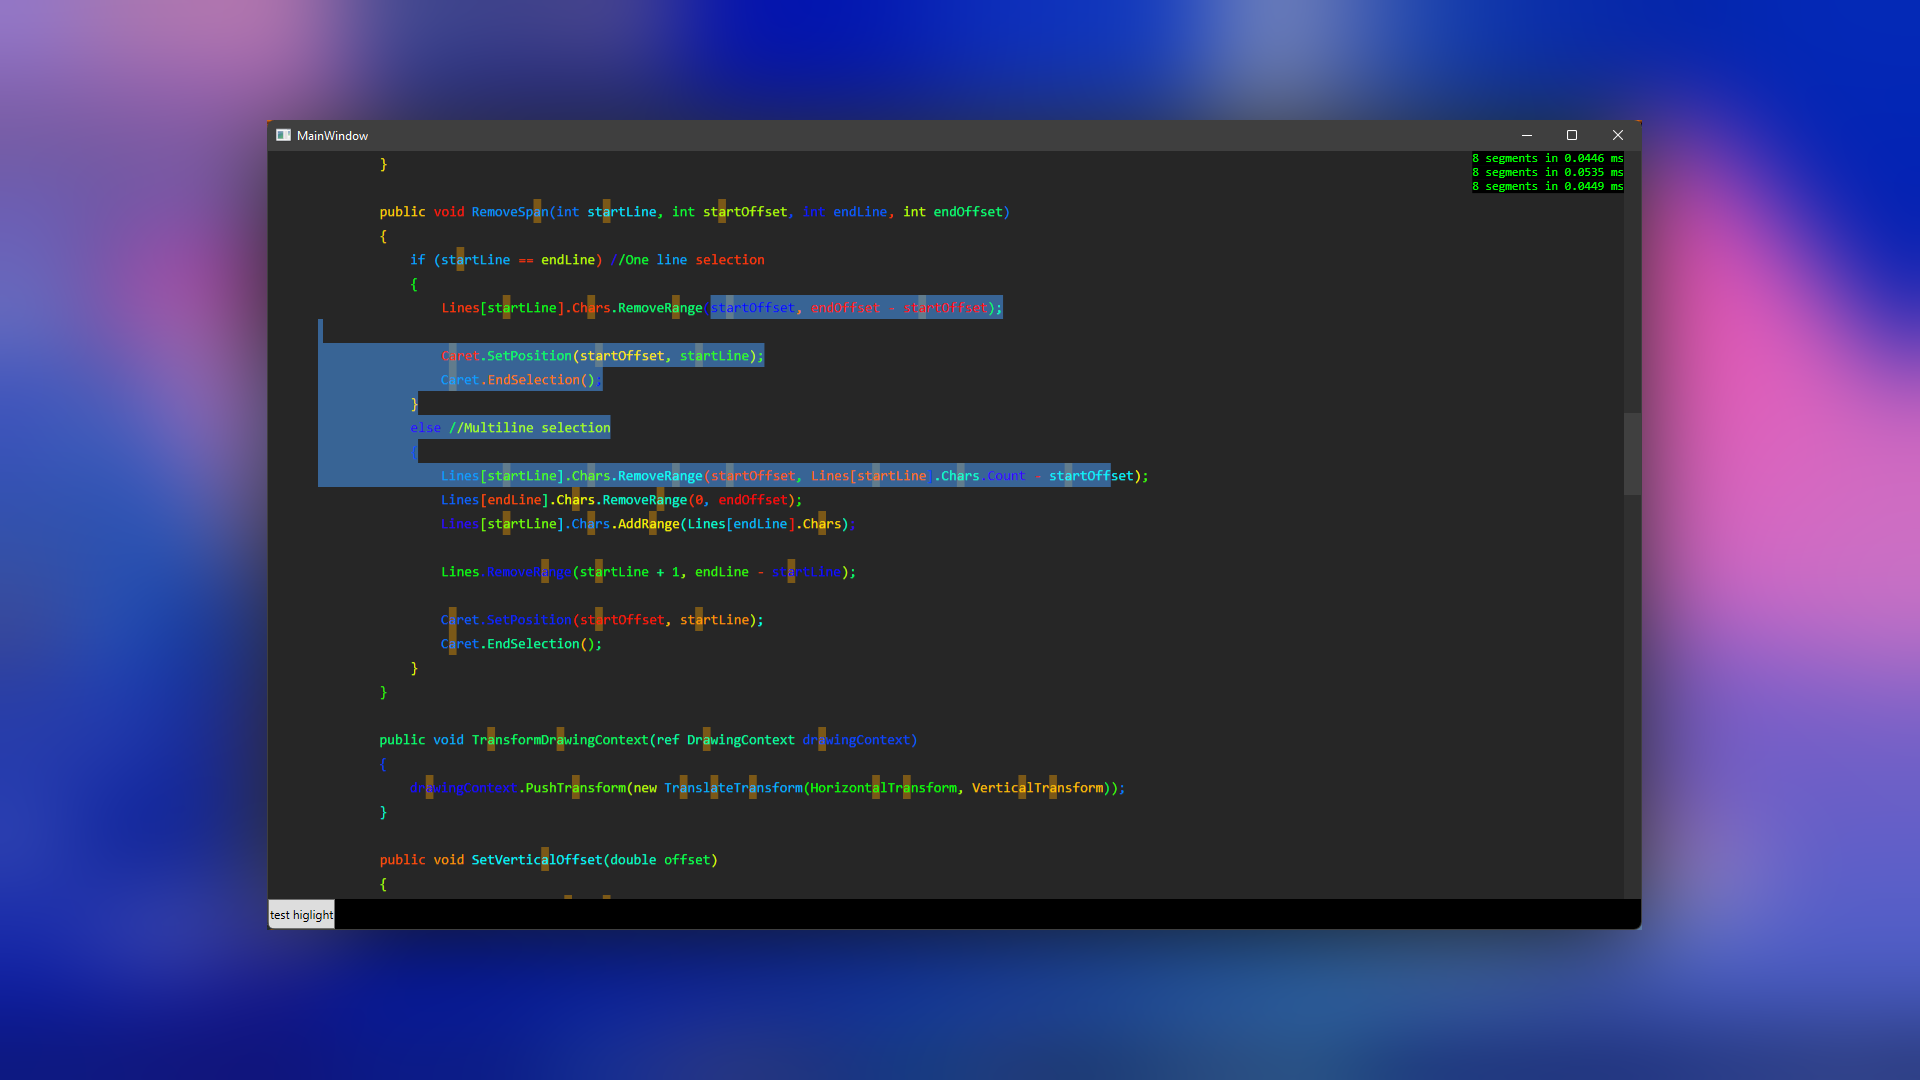 MainWindow
8 segments in 0.0446 ms
8 segments in 0.0535 ms
8 segments in 0.0449 ms
}
public void RemoveSpan(int startLine, int startOffset, int endLine, int endOffset)
{
if (startLine == endLine) //One line selection
{
Lines[startLine].Chars.RemoveRange(startOffset, endOffset - startOffset);
Caret.SetPosition(startOffset, startLine);
Caret.EndSelection();
}
else //Multiline selection
{
Lines[startLine].Chars.RemoveRange(startOffset, Lines[startLine].Chars.Count - startOffset);
Lines[endLine].Chars.RemoveRange(0, endOffset);
Lines[startLine].Chars.AddRange(Lines[endLine].Chars);
Lines.RemoveRange(startLine + 1, endLine - startLine);
Caret.SetPosition(startOffset, startLine);
Caret.EndSelection();
}
}
public void TransformDrawingContext(ref DrawingContext drawingContext)
{
drawingContext.PushTransform(new TranslateTransform(HorizontalTransform, VerticalTransform));
}
public void SetVerticalOffset(double offset)
{
test higlight